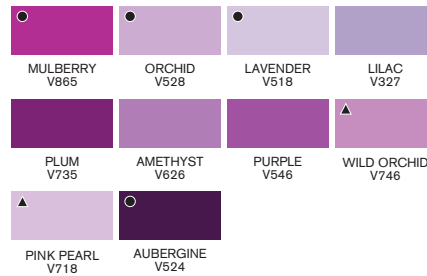 MULBERRY
V865
ORCHID
V528
LAVENDER
V518
LILAC
V327
PLUM
V735
AMETHYST
V626
PURPLE
V546
WILD ORCHID
V746
PINK PEARL
V718
AUBERGINE
V524